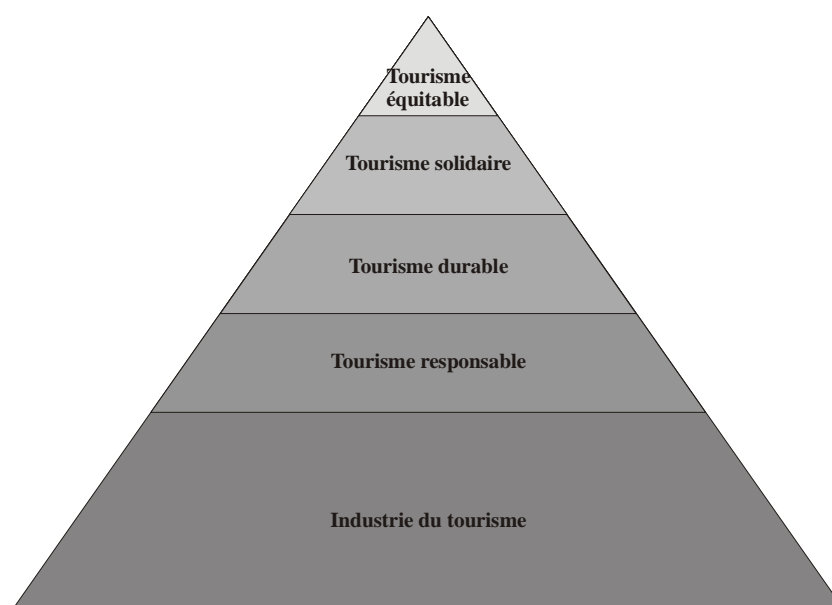 Tourisme
équitable
Tourisme solidaire
Tourisme durable
Tourisme responsable
Industrie du tourisme